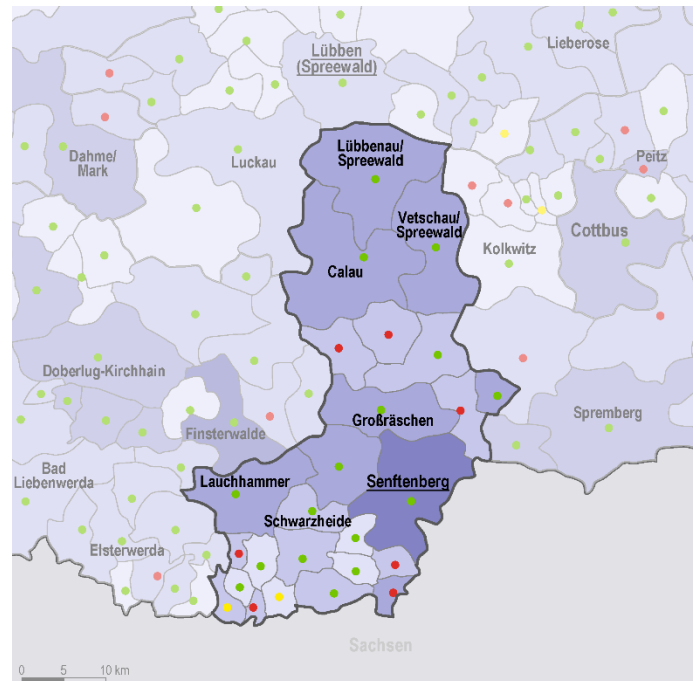 Lübben
(Spreewald)
Lieberose
Lübbenau/
Spreewald
Dahme/
Mark
Luckau
Peitz
Vetschau/
Spreewald
Cottbus
Kolkwitz
Calau
Doberlug-Kirchhain
Großräschen
Spremberg
Finsterwalde
Bad
Liebenwerda
Lauchhammer
Senftenberg
Schwarzheide
Elsterwerda
Sachsen
0 5 10 km